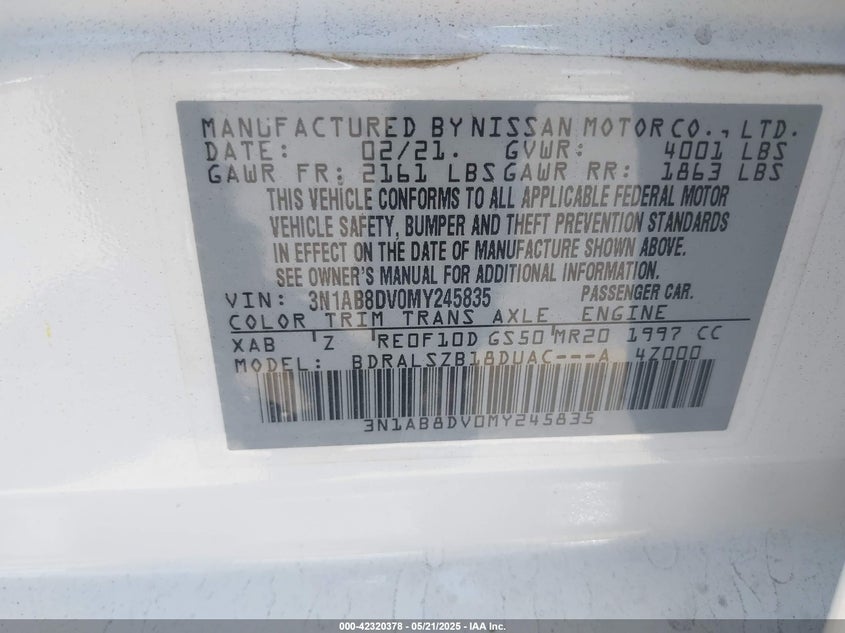 MANUFACTURED BY NISSAN MOTOR CO., LTD.
DATE: 02/21. GVWR: 4001 LBS
GAWR FR: 2161 LBS GAWR RR: 1863 LBS
THIS VEHICLE CONFORMS TO ALL APPLICABLE FEDERAL MOTOR
VEHICLE SAFETY, BUMPER AND THEFT PREVENTION STANDARDS
IN EFFECT ON THE DATE OF MANUFACTURE SHOWN ABOVE.
SEE OWNER'S MANUAL FOR ADDITIONAL INFORMATION.
VIN: 3N1AB8DV0MY245835 PASSENGER CAR.
COLOR TRIM TRANS AXLE ENGINE
XAB Z RE0F10D GS50 MR20 1997 CC
MODEL: BDRALSZB18DUAC---A 4Z000
3N1AB8DV0MY245835
000-42320378 - 05/21/2025 - IAA Inc.